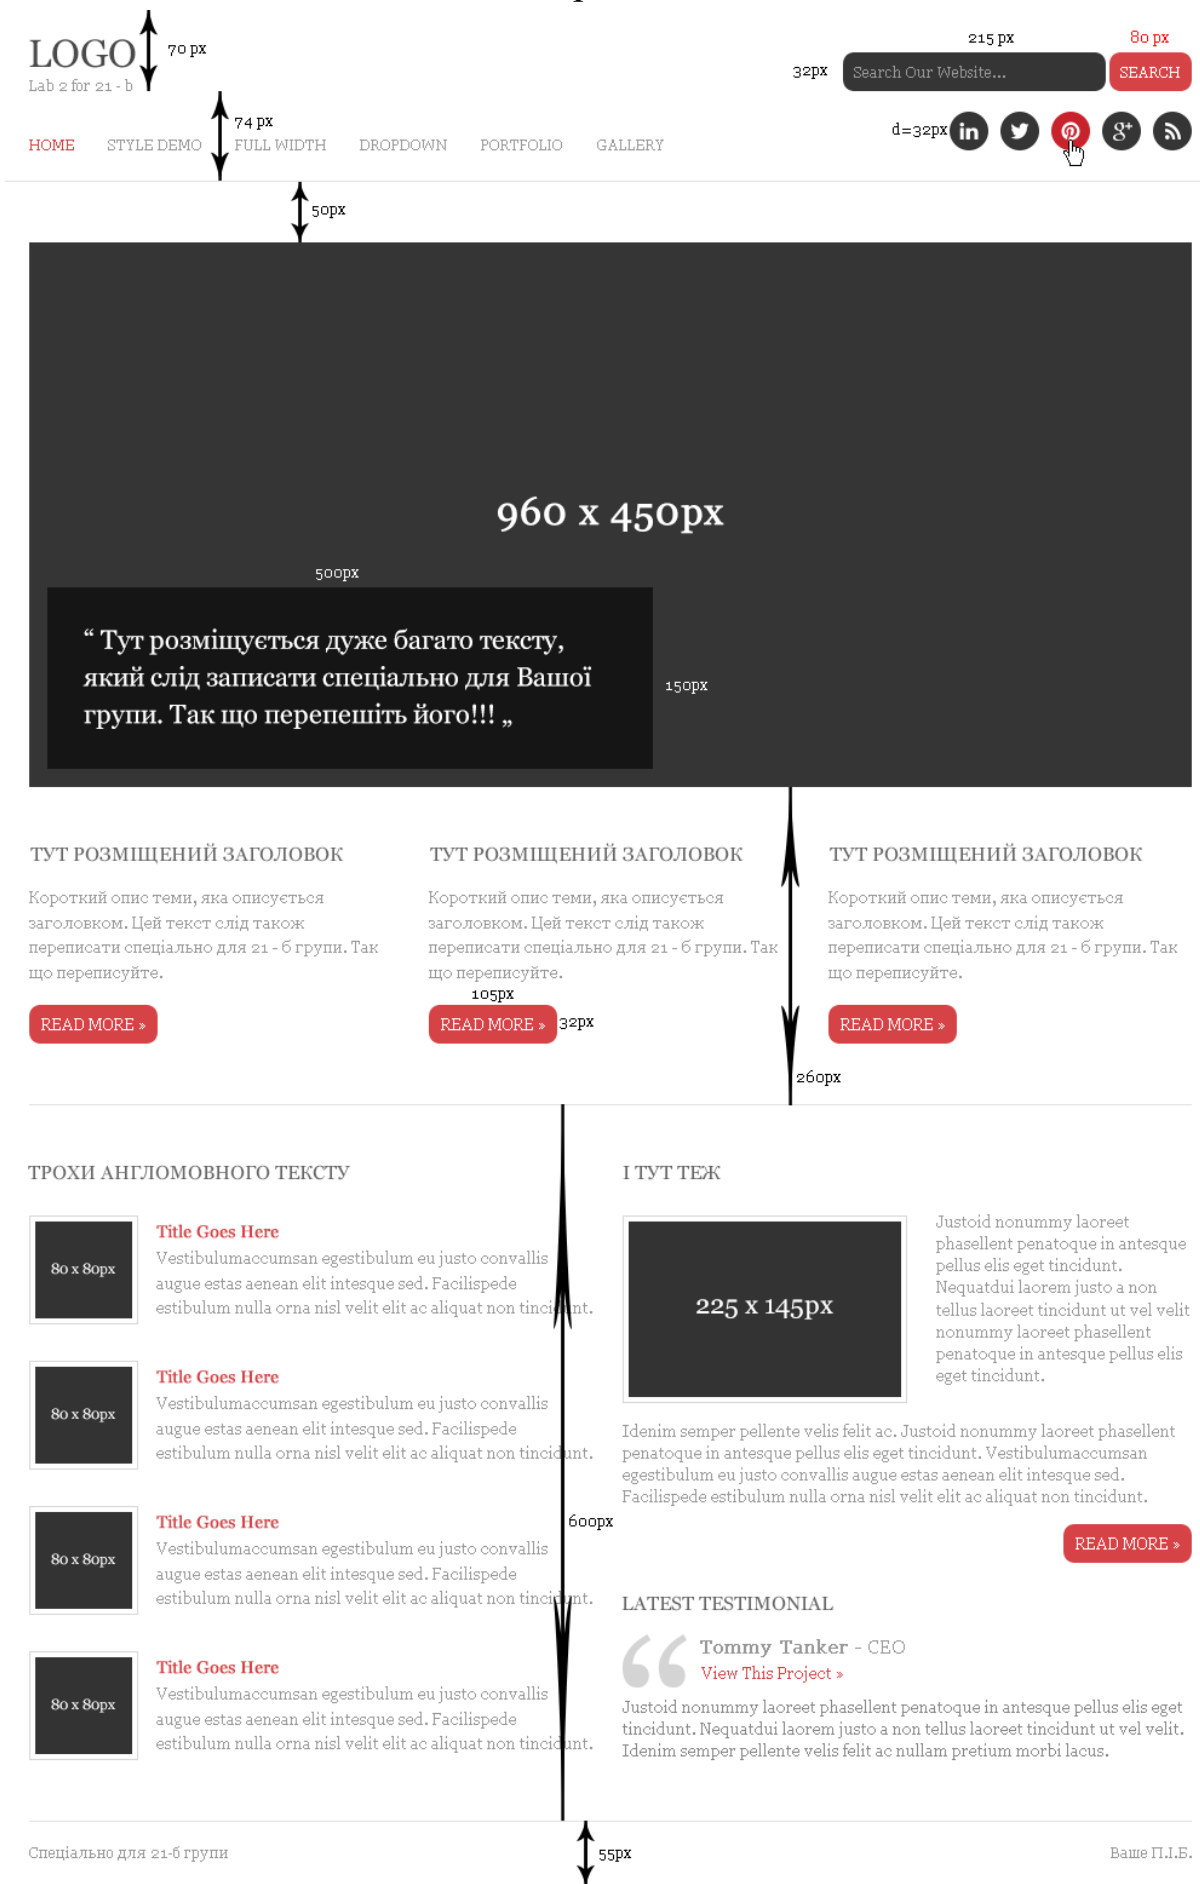 LOGO
70 px
Lab 2 for 21 - b
215 px
80 px
32px
Search Our Website...
SEARCH
74 px
d=32px
in
g+
HOME
STYLE DEMO
FULL WIDTH
DROPDOWN
PORTFOLIO
GALLERY
50px
960 x 450px
500px
“ Тут розміщується дуже багато тексту,
який слід записати спеціально для Вашої
групи. Так що перепешіть його!!! „
150px
ТУТ РОЗМІЩЕНИЙ ЗАГОЛОВОК
Короткий опис теми, яка описується
заголовком. Цей текст слід також
переписати спеціально для 21 - б групи. Так
що переписуйте.
READ MORE »
ТУТ РОЗМІЩЕНИЙ ЗАГОЛОВОК
Короткий опис теми, яка описується
заголовком. Цей текст слід також
переписати спеціально для 21 - б групи. Так
що переписуйте.
105px
READ MORE »
32px
ТУТ РОЗМІЩЕНИЙ ЗАГОЛОВОК
Короткий опис теми, яка описується
заголовком. Цей текст слід також
переписати спеціально для 21 - б групи. Так
що переписуйте.
READ MORE »
260px
ТРОХИ АНГЛОМОВНОГО ТЕКСТУ
80 x 80px
Title Goes Here
Vestibulumaccumsan egestibulum eu justo convallis
augue estas aenean elit intesque sed. Facilispede
estibulum nulla orna nisl velit elit ac aliquat non tincidunt.
80 x 80px
Title Goes Here
Vestibulumaccumsan egestibulum eu justo convallis
augue estas aenean elit intesque sed. Facilispede
estibulum nulla orna nisl velit elit ac aliquat non tincidunt.
80 x 80px
Title Goes Here
Vestibulumaccumsan egestibulum eu justo convallis
augue estas aenean elit intesque sed. Facilispede
estibulum nulla orna nisl velit elit ac aliquat non tincidunt.
80 x 80px
Title Goes Here
Vestibulumaccumsan egestibulum eu justo convallis
augue estas aenean elit intesque sed. Facilispede
estibulum nulla orna nisl velit elit ac aliquat non tincidunt.
600px
І ТУТ ТЕЖ
225 x 145px
Justoid nonummy laoreet
phasellent penatoque in antesque
pellus elis eget tincidunt.
Nequatdui laorem justo a non
tellus laoreet tincidunt ut vel velit
nonummy laoreet phasellent
penatoque in antesque pellus elis
eget tincidunt.
Idenim semper pellente velis felit ac. Justoid nonummy laoreet phasellent
penatoque in antesque pellus elis eget tincidunt. Vestibulumaccumsan
egestibulum eu justo convallis augue estas aenean elit intesque sed.
Facilispede estibulum nulla orna nisl velit elit ac aliquat non tincidunt.
READ MORE »
LATEST TESTIMONIAL
“
Tommy Tanker - CEO
View This Project »
Justoid nonummy laoreet phasellent penatoque in antesque pellus elis eget
tincidunt. Nequatdui laorem justo a non tellus laoreet tincidunt ut vel velit.
Idenim semper pellente velis felit ac nullam pretium morbi lacus.
Спеціально для 21-б групи
55px
Ваше П.І.Б.